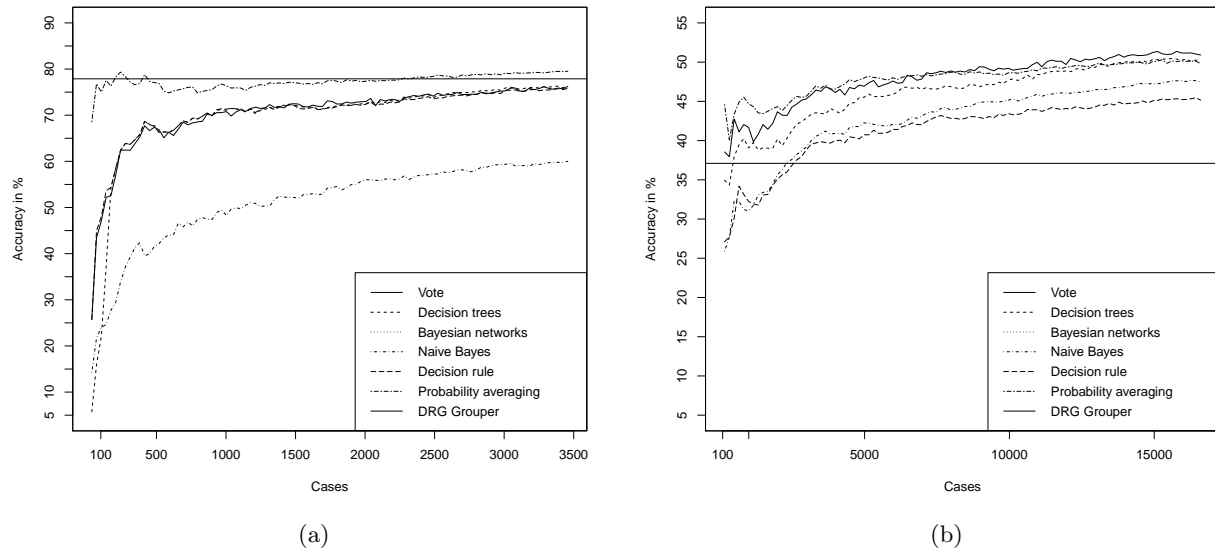 90
80
70
60
50
40
30
20
10
5
Accuracy in %
100
500
1000
1500
2000
2500
3000
3500
Cases
Vote
Decision trees
Bayesian networks
Naive Bayes
Decision rule
Probability averaging
DRG Grouper
(a)
55
50
45
40
35
30
25
20
15
10
5
Accuracy in %
100
5000
10000
15000
Cases
Vote
Decision trees
Bayesian networks
Naive Bayes
Decision rule
Probability averaging
DRG Grouper
(b)